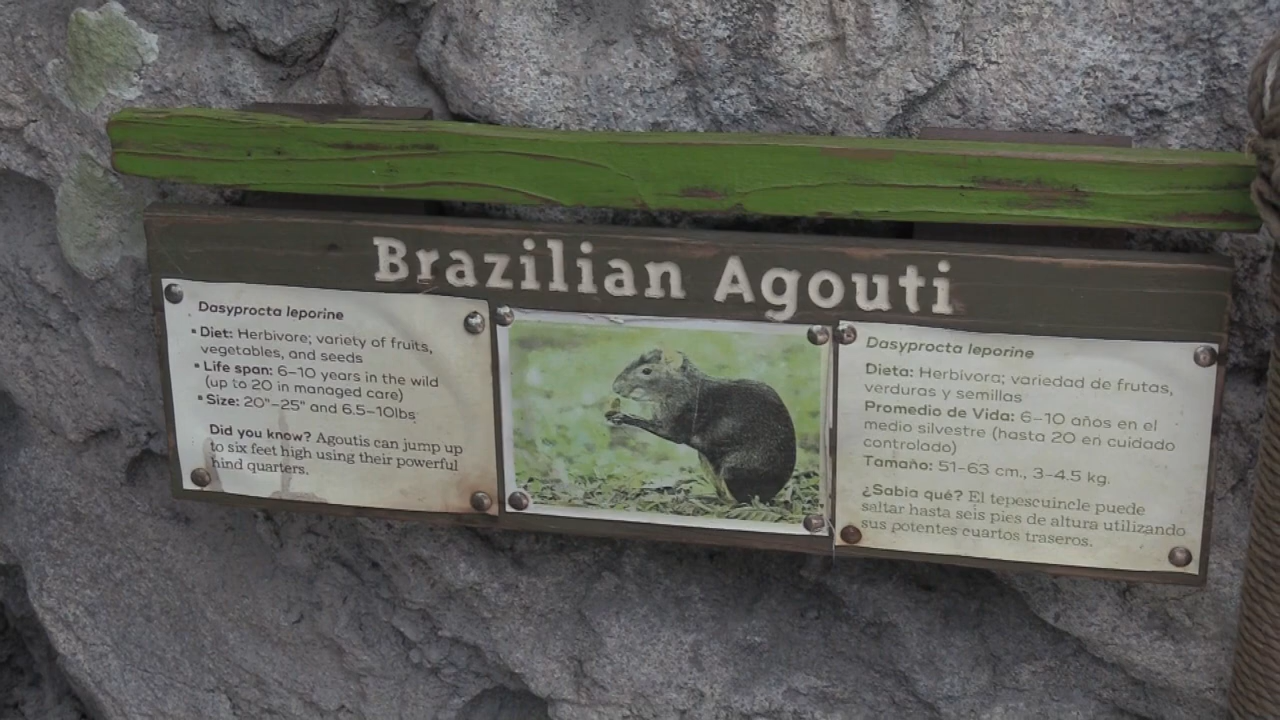 Brazilian Agouti
Dasyprocta leporine
• Diet: Herbivore; variety of fruits,
vegetables, and seeds
• Life span: 6–10 years in the wild
(up to 20 in managed care)
• Size: 20"–25" and 6.5–10lbs
Did you know? Agoutis can jump up
to six feet high using their powerful
hind quarters.
Dasyprocta leporine
Dieta: Herbivora; variedad de frutas,
verduras y semillas
Promedio de Vida: 6–10 años en el
medio silvestre (hasta 20 en cuidado
controlado)
Tamaño: 51–63 cm., 3–4.5 kg.
¿Sabia qué? El tepescuincle puede
saltar hasta seis pies de altura utilizando
sus potentes cuartos traseros.